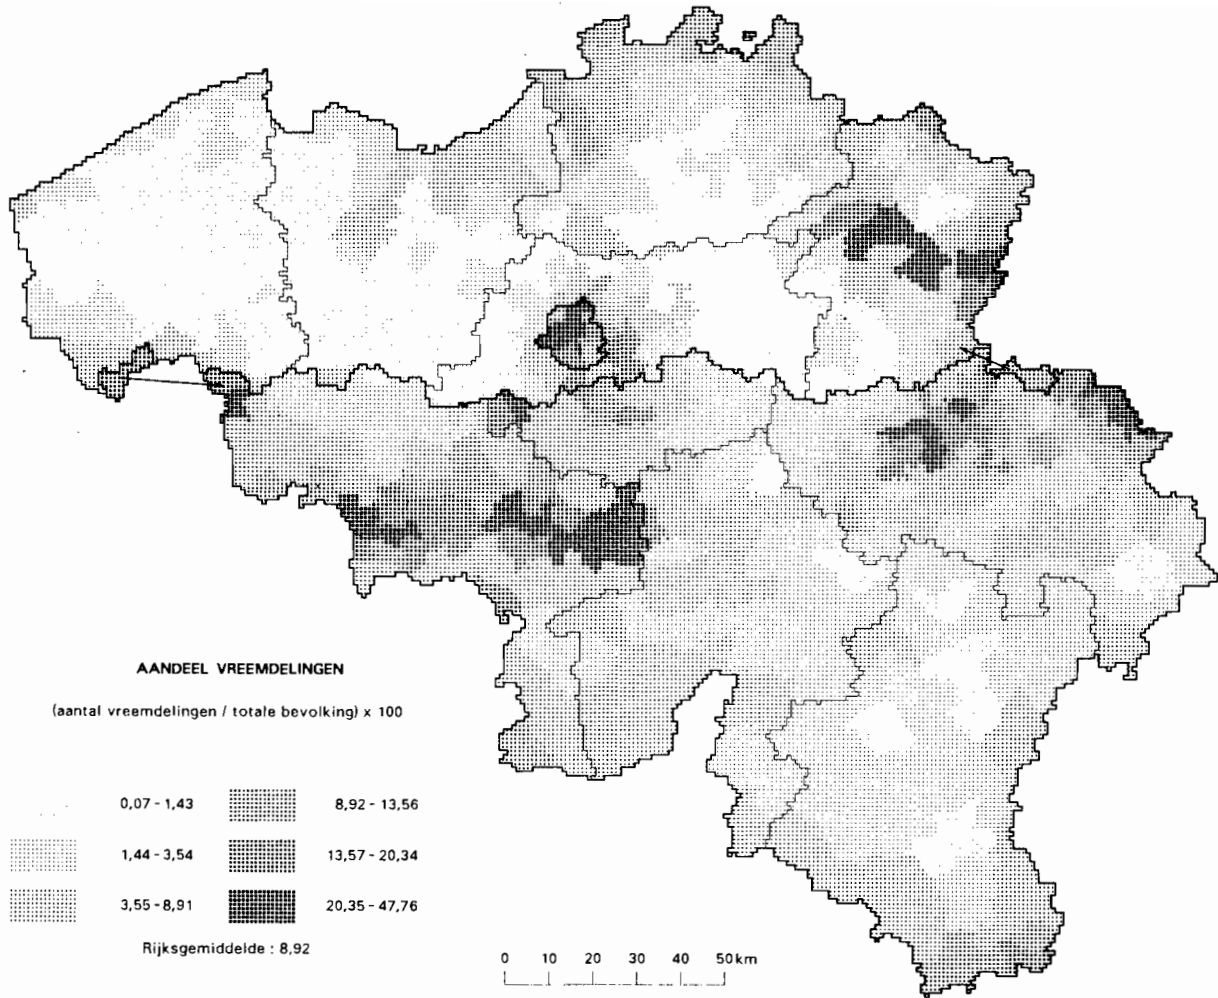 AANDEEL VREEMDELINGEN
(aantal vreemdelingen / totale bevolking) x 100
0,07 - 1,43
8,92 - 13,56
1,44 - 3,54
13,57 - 20,34
3,55 - 8,91
20,35 - 47,76
Rijksgemiddelde : 8,92
0 10 20 30 40 50 km